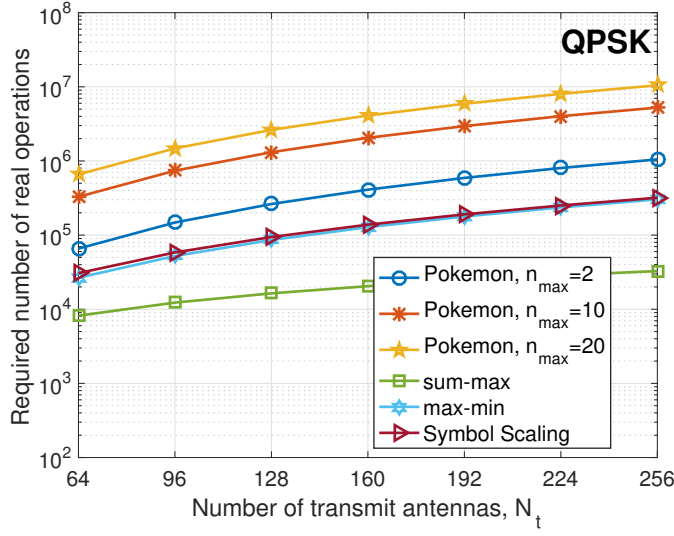 QPSK
Required number of real operations
10^8
10^7
10^6
10^5
10^4
10^3
10^2
Pokemon, n_max=2
Pokemon, n_max=10
Pokemon, n_max=20
sum-max
max-min
Symbol Scaling
64 96 128 160 192 224 256
Number of transmit antennas, N_t